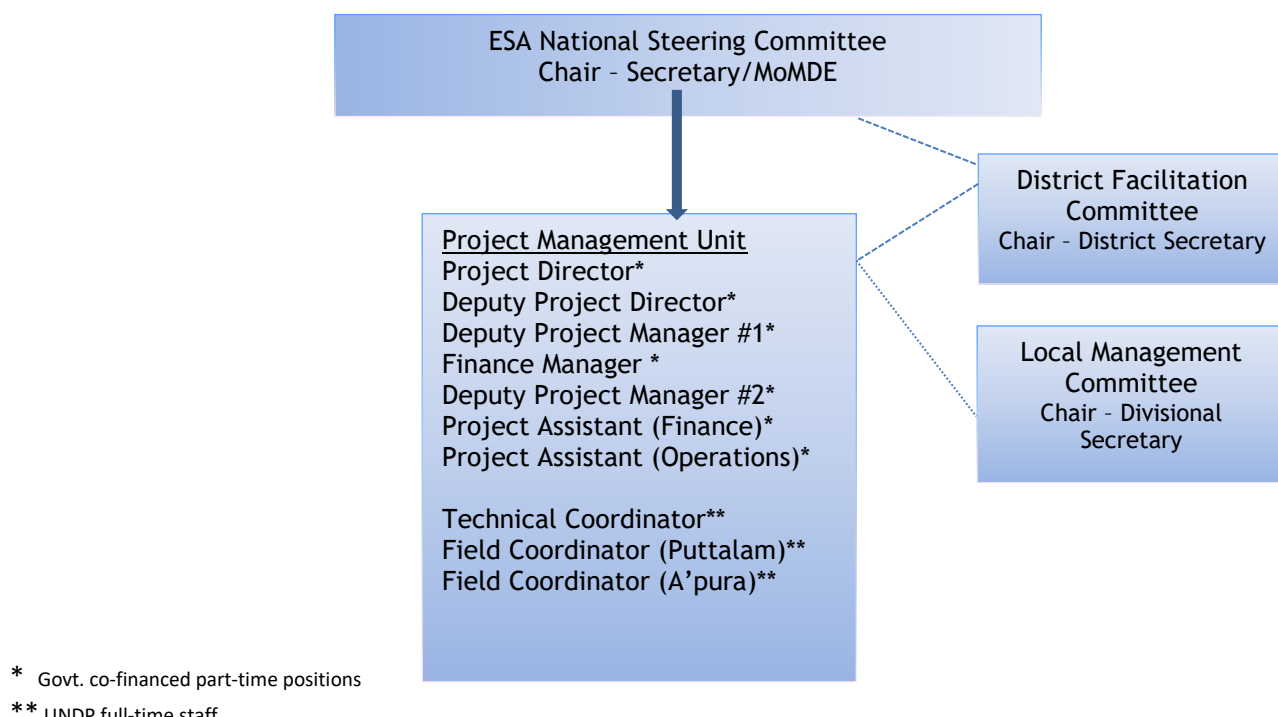 ESA National Steering Committee
Chair – Secretary/MoMDE
District Facilitation
Committee
Chair – District Secretary
Project Management Unit
Project Director*
Deputy Project Director*
Deputy Project Manager #1*
Finance Manager *
Deputy Project Manager #2*
Project Assistant (Finance)*
Project Assistant (Operations)*
Technical Coordinator**
Field Coordinator (Puttalam)**
Field Coordinator (A’pura)**
Local Management
Committee
Chair – Divisional
Secretary
* Govt. co-financed part-time positions
** UNDP full-time staff